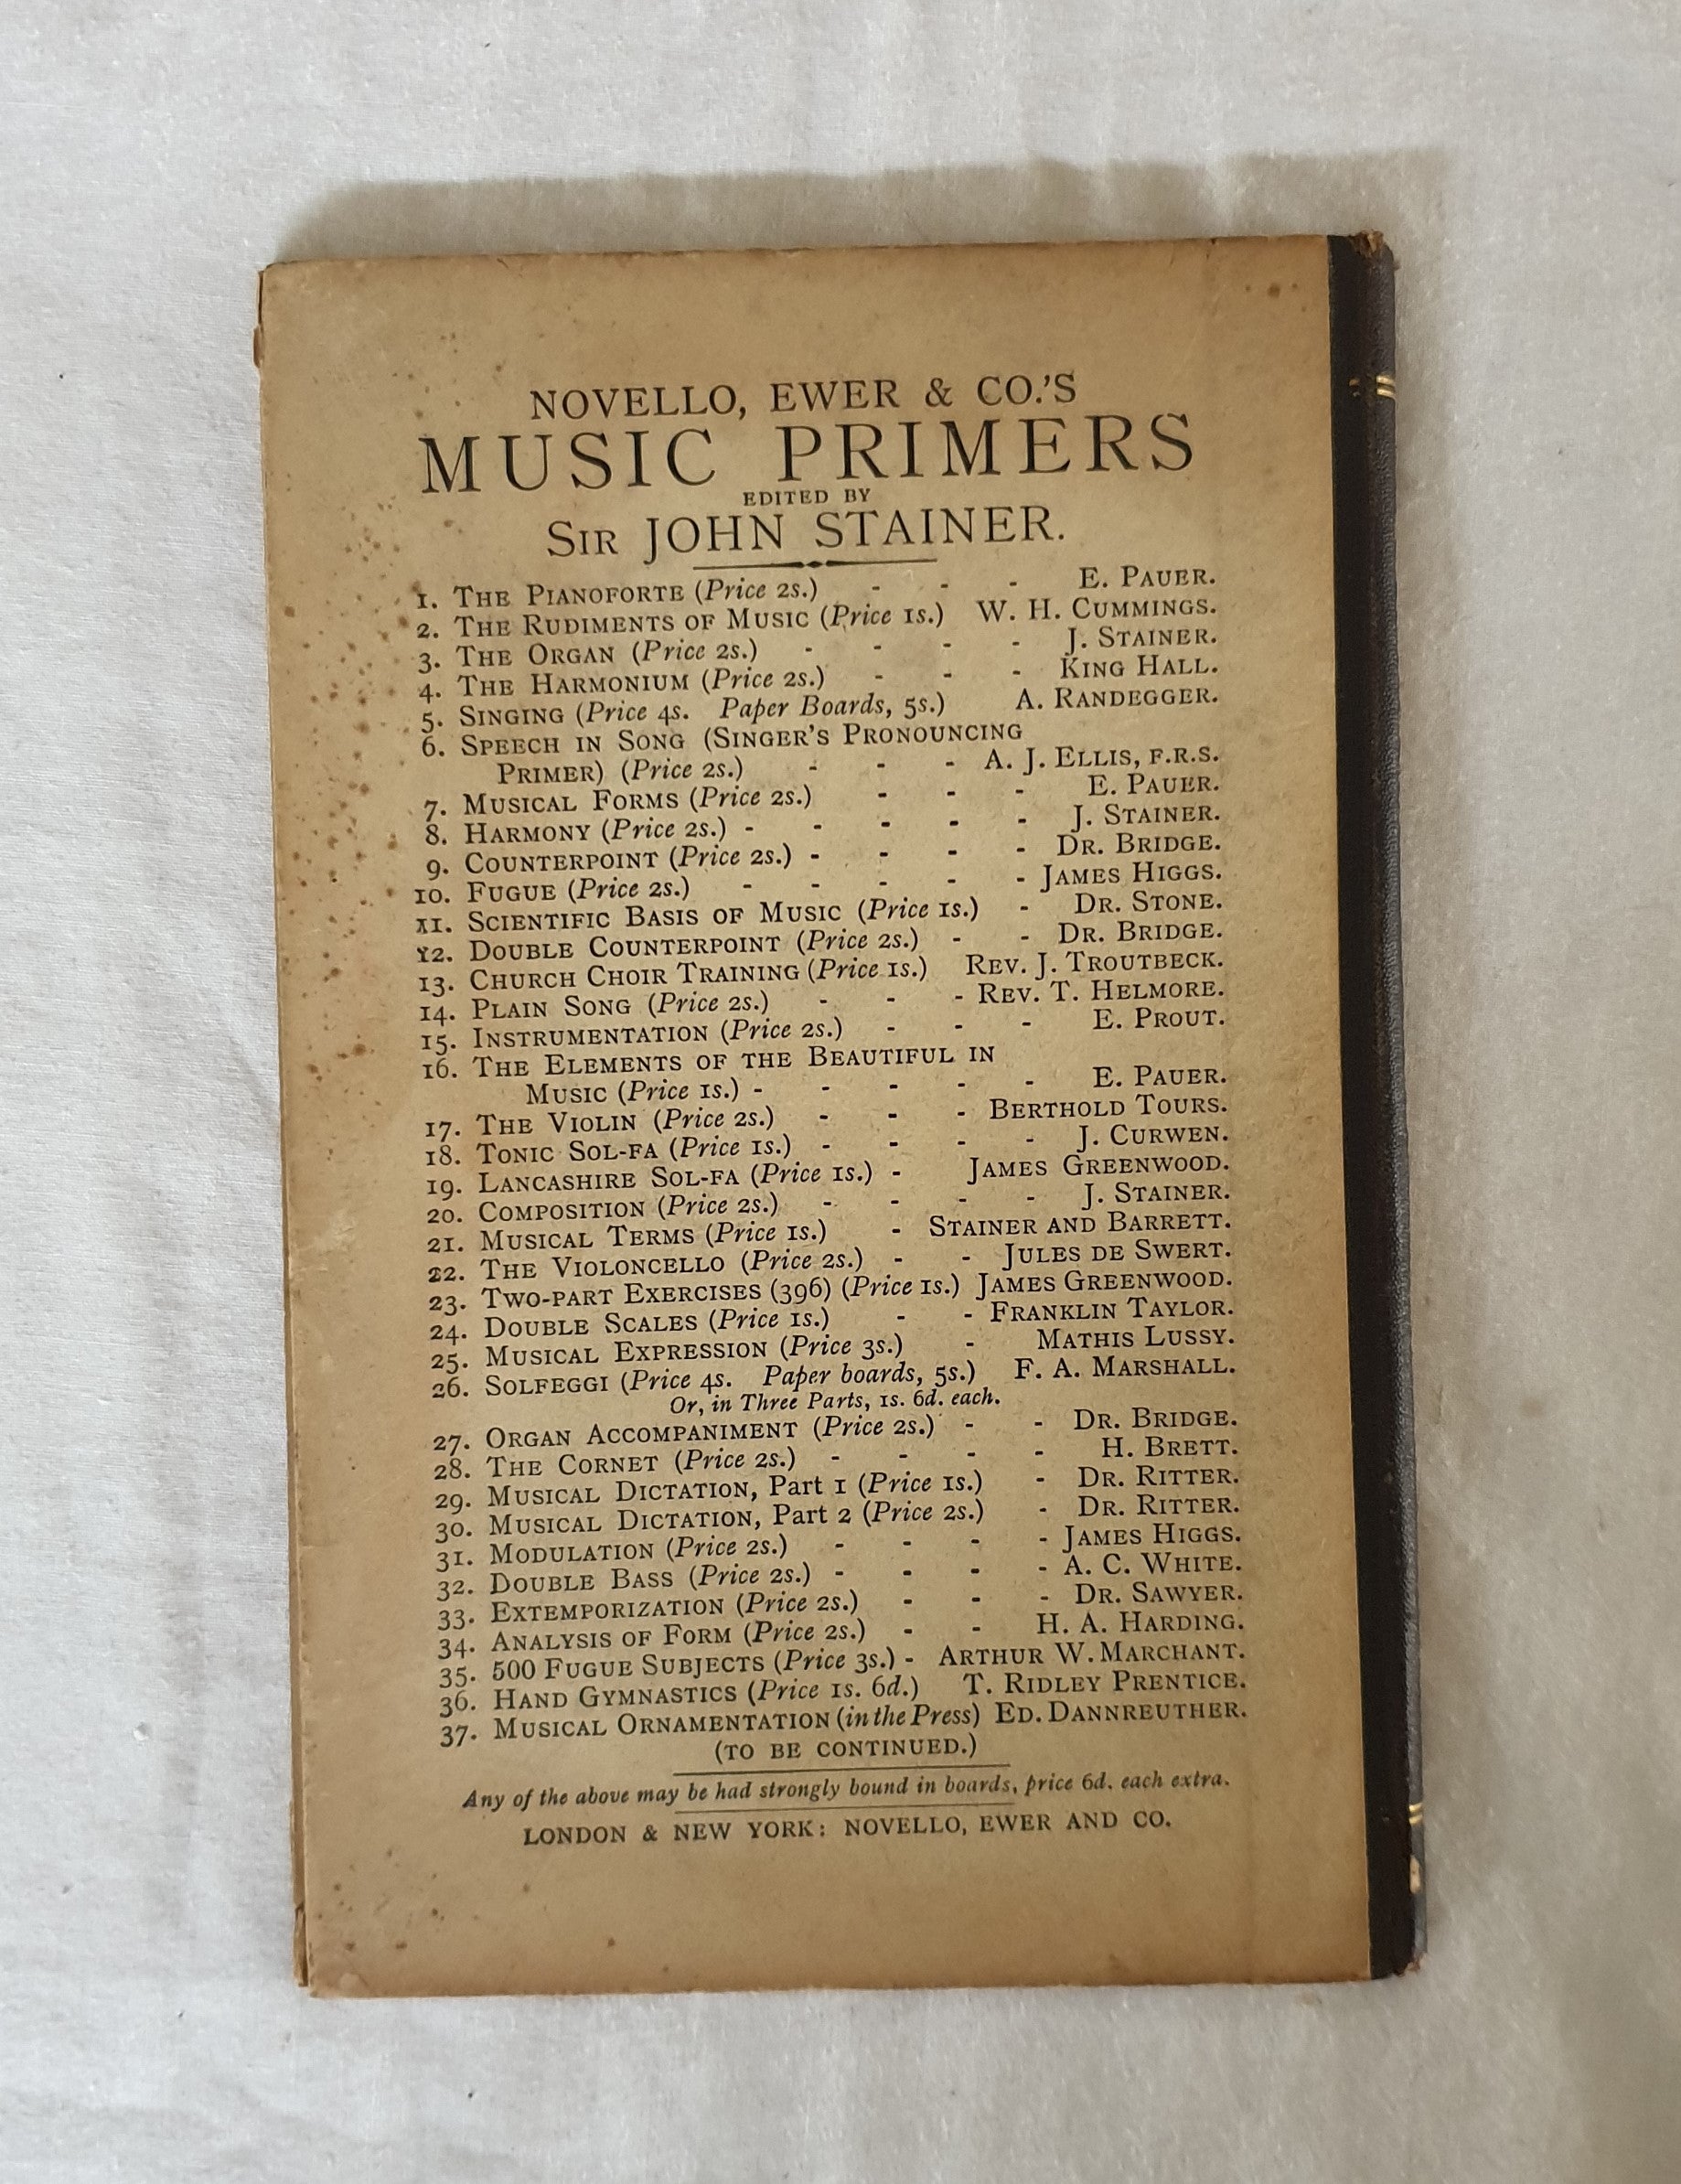 NOVELLO, EWER & CO.'S
MUSIC PRIMERS
EDITED BY
SIR JOHN STAINER.
1. THE PIANOFORTE (Price 2s.) - - - E. PAUER.
2. THE RUDIMENTS OF MUSIC (Price 1s.) W. H. CUMMINGS.
3. THE ORGAN (Price 2s.) - - - - J. STAINER.
4. THE HARMONIUM (Price 2s.) - - - KING HALL.
5. SINGING (Price 4s. Paper Boards, 5s.) A. RANDEGGER.
6. SPEECH IN SONG (SINGER'S PRONOUNCING
PRIMER) (Price 2s.) - - - A. J. ELLIS, F.R.S.
7. MUSICAL FORMS (Price 2s.) - - - E. PAUER.
8. HARMONY (Price 2s.) - - - - - J. STAINER.
9. COUNTERPOINT (Price 2s.) - - - - DR. BRIDGE.
10. FUGUE (Price 2s.) - - - - - JAMES HIGGS.
11. SCIENTIFIC BASIS OF MUSIC (Price 1s.) - DR. STONE.
12. DOUBLE COUNTERPOINT (Price 2s.) - - DR. BRIDGE.
13. CHURCH CHOIR TRAINING (Price 1s.) REV. J. TROUTBECK.
14. PLAIN SONG (Price 2s.) - - - REV. T. HELMORE.
15. INSTRUMENTATION (Price 2s.) - - - E. PROUT.
16. THE ELEMENTS OF THE BEAUTIFUL IN
MUSIC (Price 1s.) - - - - - E. PAUER.
17. THE VIOLIN (Price 2s.) - - - BERTHOLD TOURS.
18. TONIC SOL-FA (Price 1s.) - - - - J. CURWEN.
19. LANCASHIRE SOL-FA (Price 1s.) - JAMES GREENWOOD.
20. COMPOSITION (Price 2s.) - - - - J. STAINER.
21. MUSICAL TERMS (Price 1s.) - STAINER AND BARRETT.
22. THE VIOLONCELLO (Price 2s.) - - JULES DE SWERT.
23. TWO-PART EXERCISES (396) (Price 1s.) JAMES GREENWOOD.
24. DOUBLE SCALES (Price 1s.) - - FRANKLIN TAYLOR.
25. MUSICAL EXPRESSION (Price 3s.) - MATHIS LUSSY.
26. SOLFEGGI (Price 4s. Paper boards, 5s.) F. A. MARSHALL.
Or, in Three Parts, 1s. 6d. each.
27. ORGAN ACCOMPANIMENT (Price 2s.) - - DR. BRIDGE.
28. THE CORNET (Price 2s.) - - - - H. BRETT.
29. MUSICAL DICTATION, Part 1 (Price 1s.) - DR. RITTER.
30. MUSICAL DICTATION, Part 2 (Price 2s.) - DR. RITTER.
31. MODULATION (Price 2s.) - - - - JAMES HIGGS.
32. DOUBLE BASS (Price 2s.) - - - - A. C. WHITE.
33. EXTEMPORIZATION (Price 2s.) - - - DR. SAWYER.
34. ANALYSIS OF FORM (Price 2s.) - - H. A. HARDING.
35. 500 FUGUE SUBJECTS (Price 3s.) - ARTHUR W. MARCHANT.
36. HAND GYMNASTICS (Price 1s. 6d.) T. RIDLEY PRENTICE.
37. MUSICAL ORNAMENTATION (in the Press) ED. DANNREUTHER.
(TO BE CONTINUED.)
Any of the above may be had strongly bound in boards, price 6d. each extra.
LONDON & NEW YORK: NOVELLO, EWER AND CO.